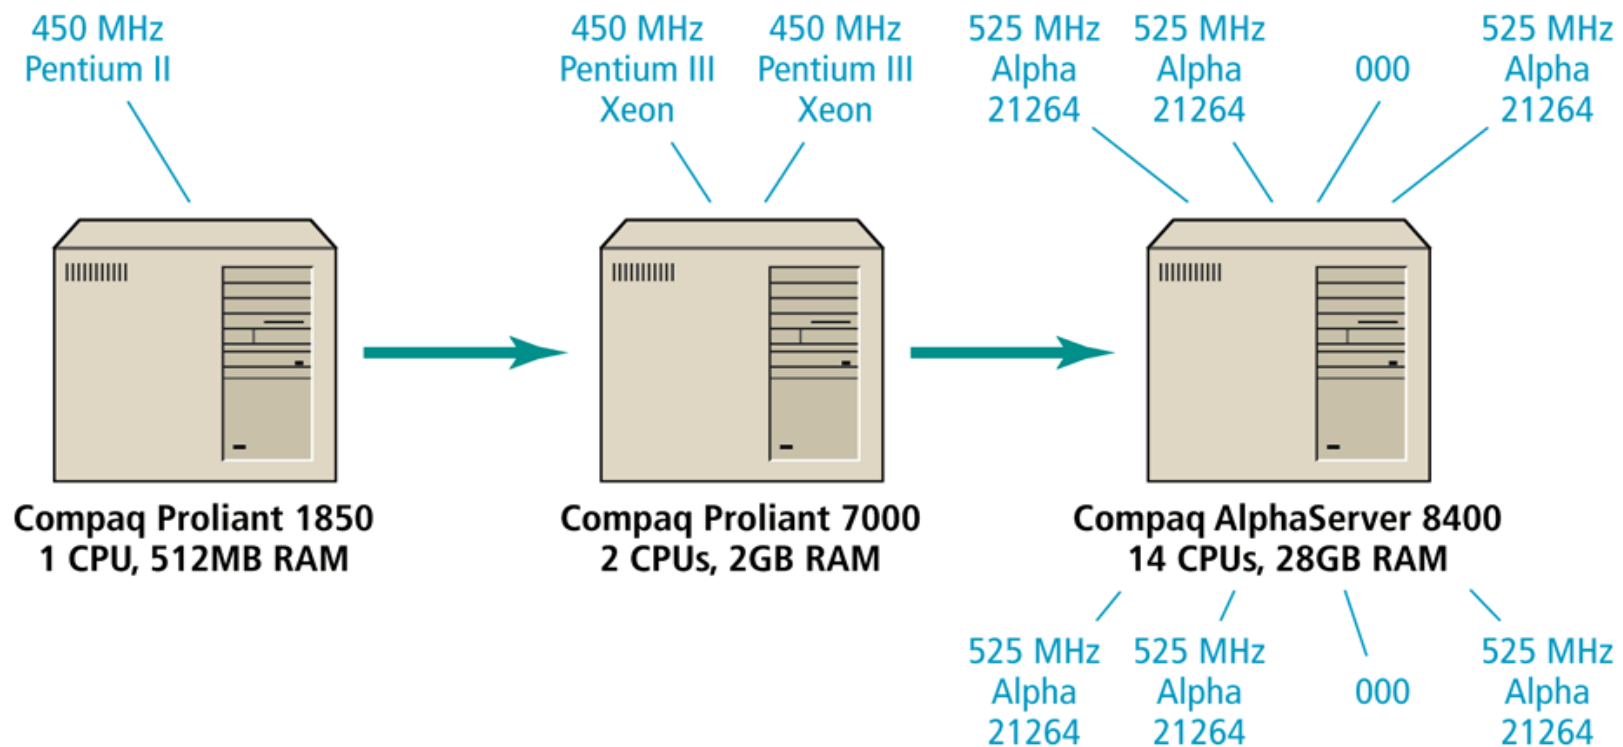 450 MHz
Pentium II
450 MHz
Pentium III
Xeon
450 MHz
Pentium III
Xeon
525 MHz
Alpha
21264
525 MHz
Alpha
21264
000
525 MHz
Alpha
21264
Compaq Proliant 1850
1 CPU, 512MB RAM
Compaq Proliant 7000
2 CPUs, 2GB RAM
Compaq AlphaServer 8400
14 CPUs, 28GB RAM
525 MHz
Alpha
21264
525 MHz
Alpha
21264
000
525 MHz
Alpha
21264